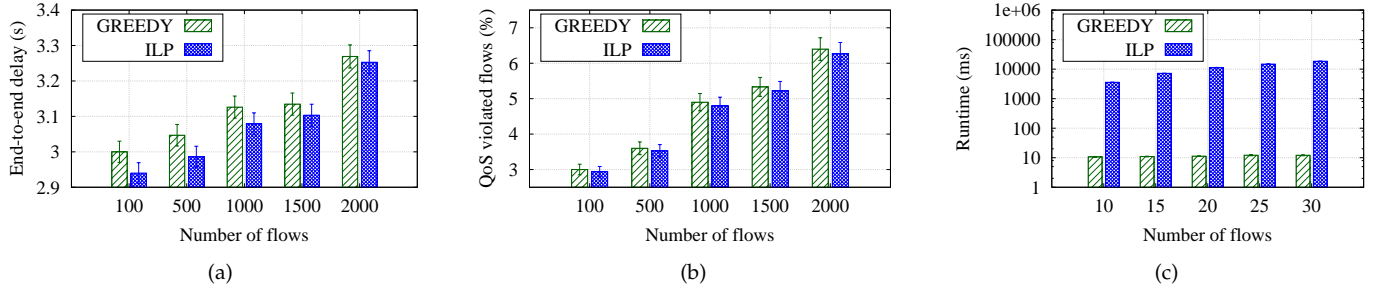 End-to-end delay (s)
3.4
3.3
3.2
3.1
3
2.9
GREEDY
ILP
100 500 1000 1500 2000
Number of flows
(a)
QoS violated flows (%)
7
6
5
4
3
GREEDY
ILP
100 500 1000 1500 2000
Number of flows
(b)
Runtime (ms)
1e+06
100000
10000
1000
100
10
1
GREEDY
ILP
10 15 20 25 30
Number of flows
(c)